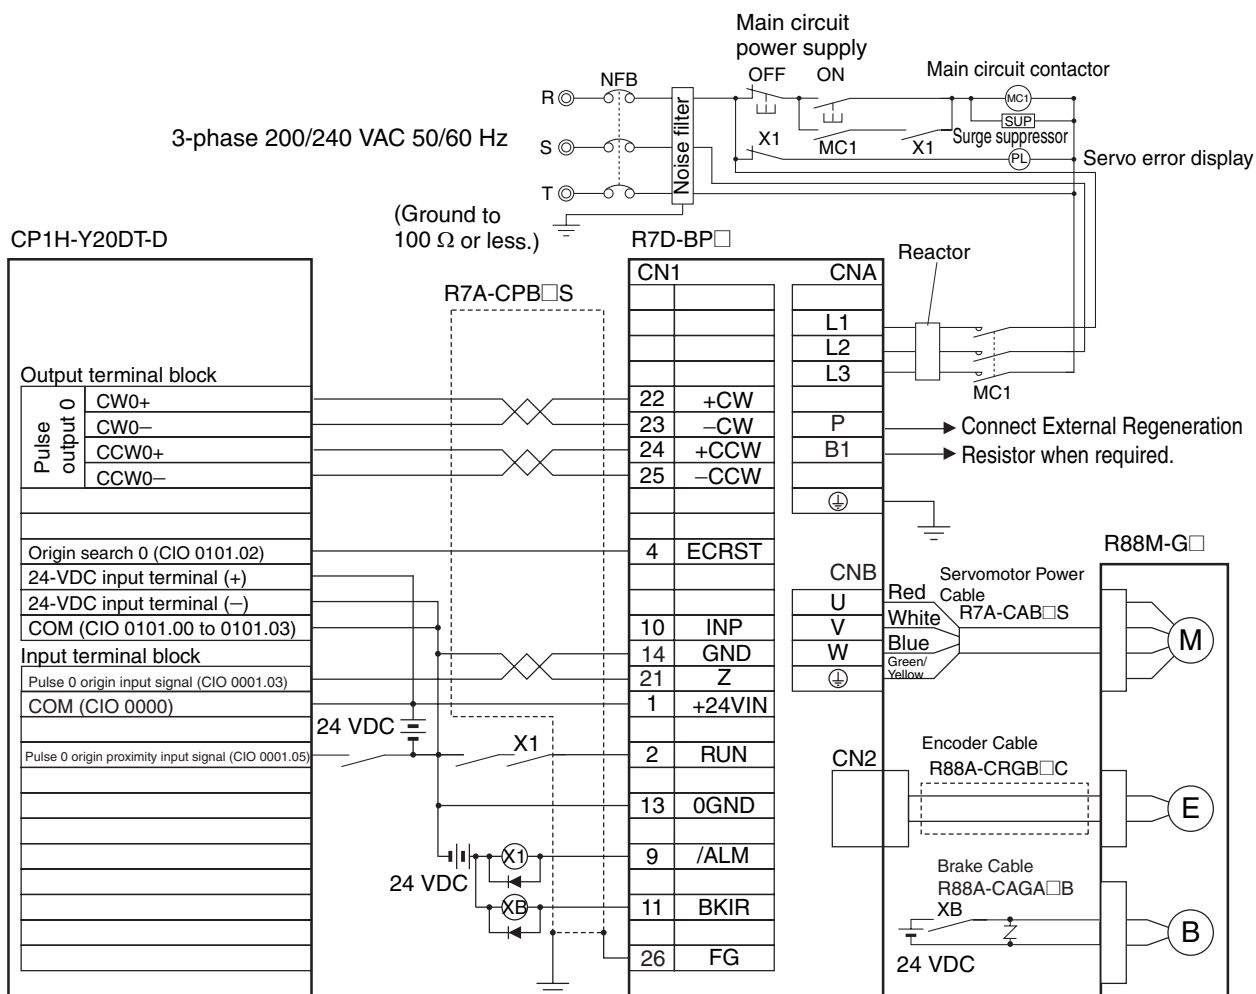 Main circuit
power supply
OFF ON
Main circuit contactor
NFB
R
MC1
SUP
Surge suppressor
3-phase 200/240 VAC 50/60 Hz
S
Noise filter
X1
MC1
X1
PL
Servo error display
T
(Ground to
100 Ω or less.)
CP1H-Y20DT-D
R7D-BP□
Reactor
R7A-CPB□S
CN1
CNA
L1
L2
L3
MC1
Output terminal block
Pulse
output 0
CW0+
22 +CW
CW0−
23 −CW
P
Connect External Regeneration
CCW0+
24 +CCW
B1
Resistor when required.
CCW0−
25 −CCW
Origin search 0 (CIO 0101.02)
4 ECRST
R88M-G□
24-VDC input terminal (+)
CNB
Servomotor Power
Cable
R7A-CAB□S
24-VDC input terminal (−)
U
Red
COM (CIO 0101.00 to 0101.03)
10 INP
V
White
M
Input terminal block
14 GND
W
Blue
Pulse 0 origin input signal (CIO 0001.03)
21 Z
Green/
Yellow
COM (CIO 0000)
1 +24VIN
24 VDC
X1
Pulse 0 origin proximity input signal (CIO 0001.05)
2 RUN
CN2
Encoder Cable
R88A-CRGB□C
13 0GND
E
X1
9 /ALM
24 VDC
Brake Cable
R88A-CAGA□B
XB
11 BKIR
XB
B
24 VDC
26 FG